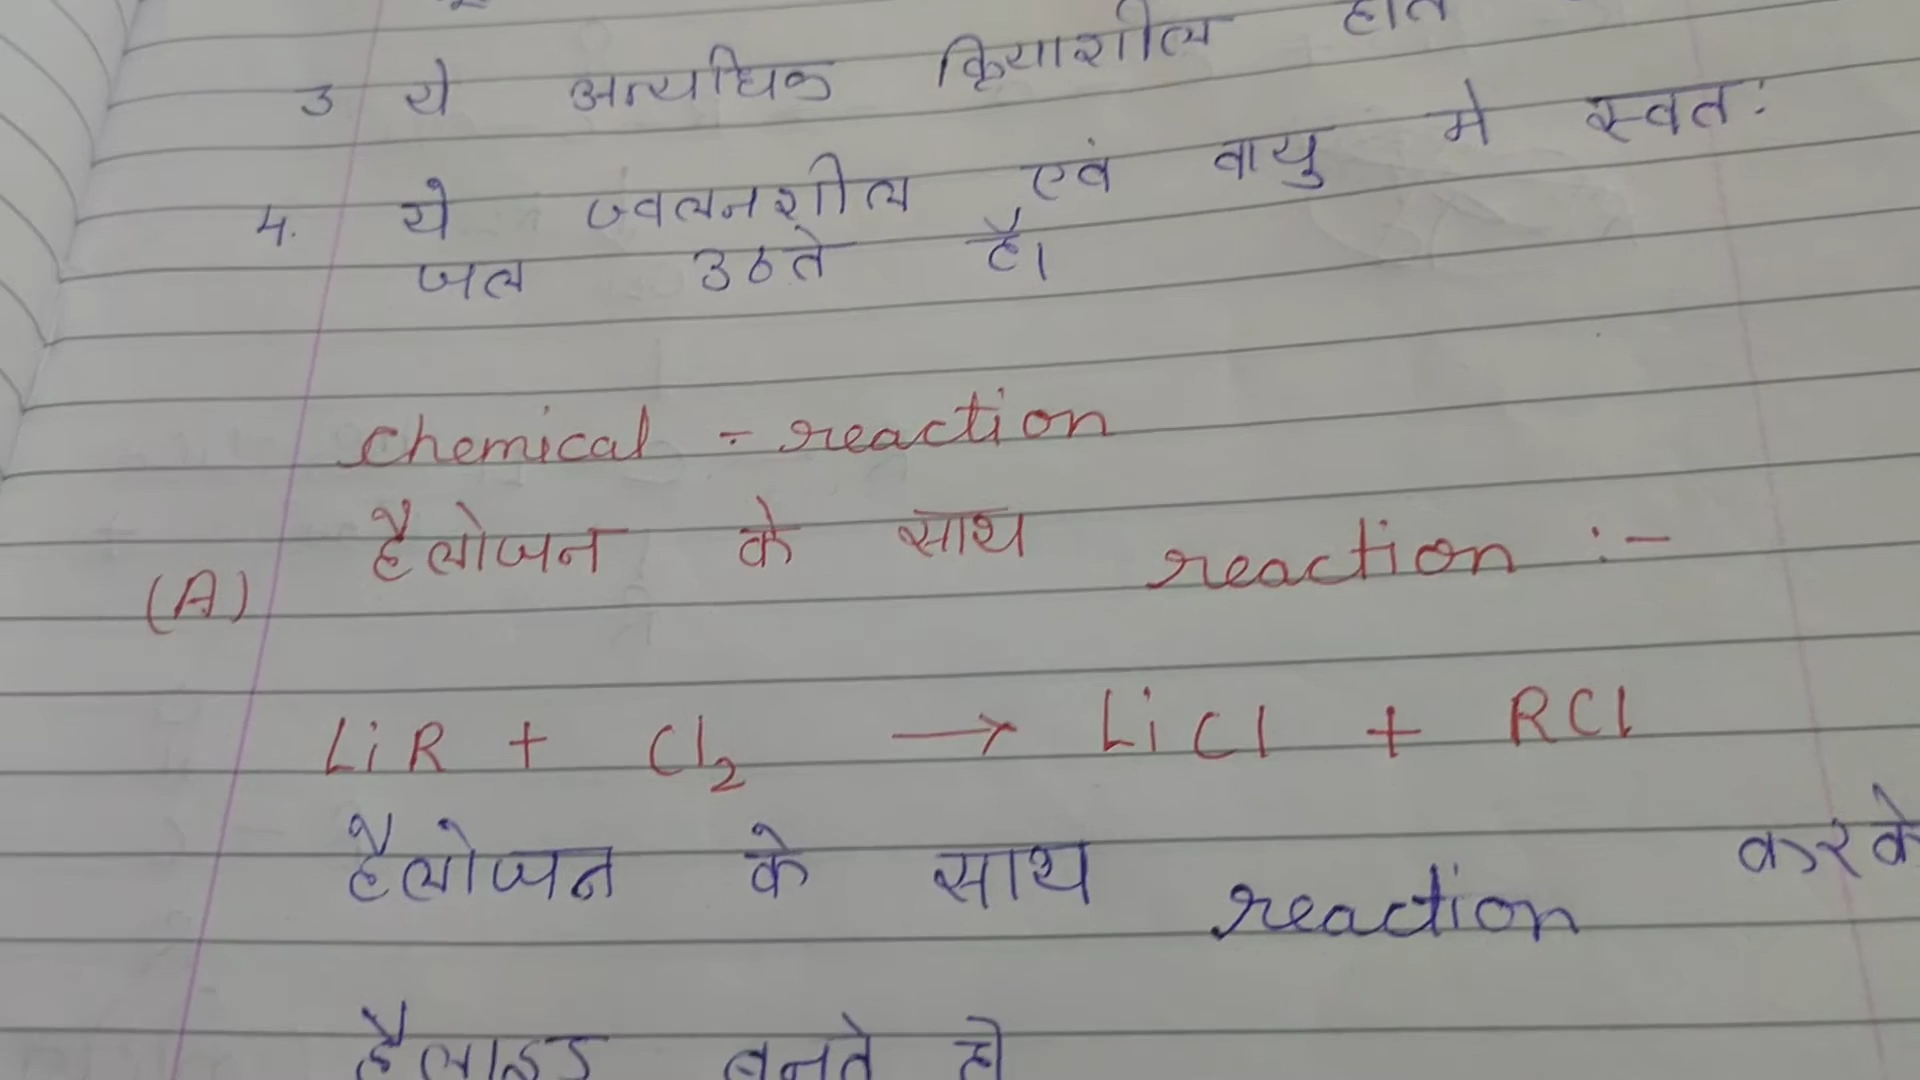 3 ये अत्यधिक क्रियाशील होते
4. ये ज्वलनशील एवं वायु मे स्वतः
जल उठते है।
Chemical - reaction
(A) हैलोजन के साथ reaction :-
LiR + Cl₂ → LiCl + RCl
हैलोजन के साथ reaction करके
हैलाइड बनते हो